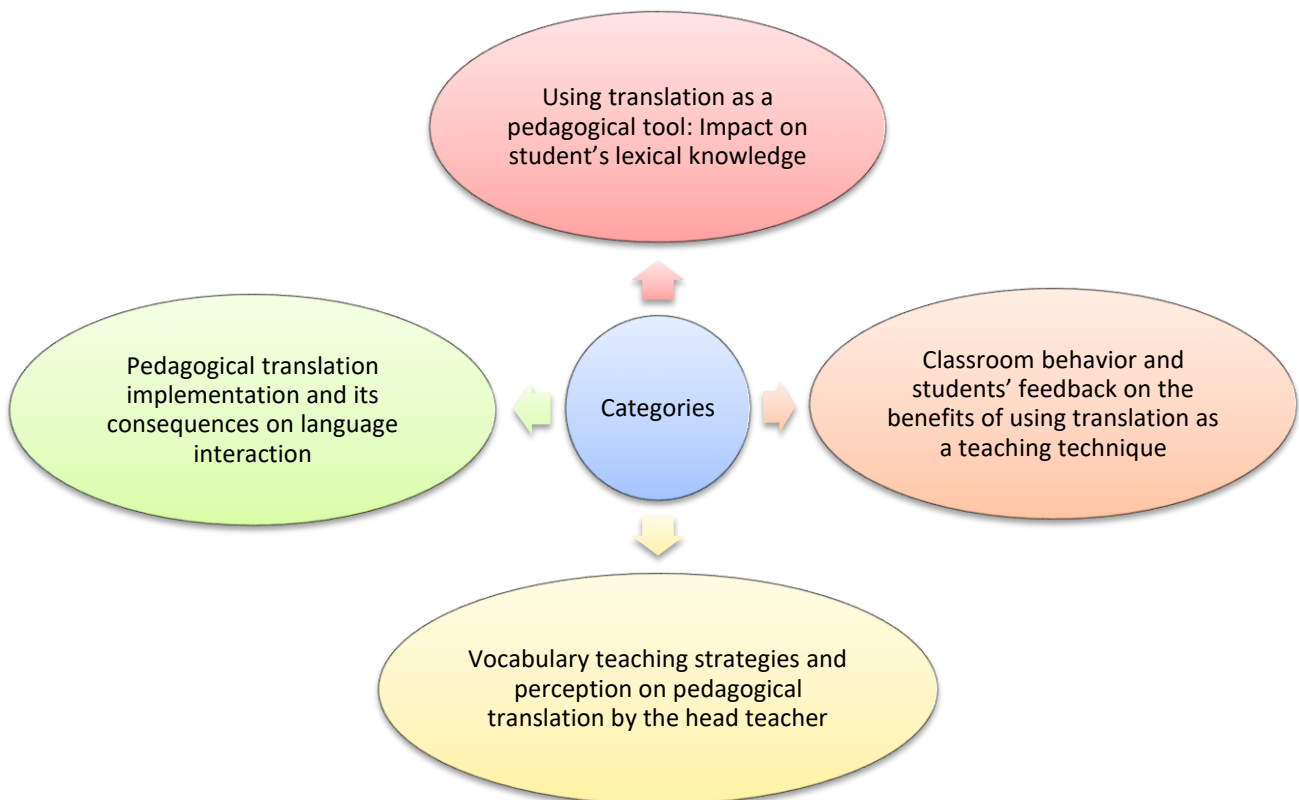 Using translation as a
pedagogical tool: Impact on
student’s lexical knowledge
Pedagogical translation
implementation and its
consequences on language
interaction
Categories
Classroom behavior and
students’ feedback on the
benefits of using translation as
a teaching technique
Vocabulary teaching strategies and
perception on pedagogical
translation by the head teacher